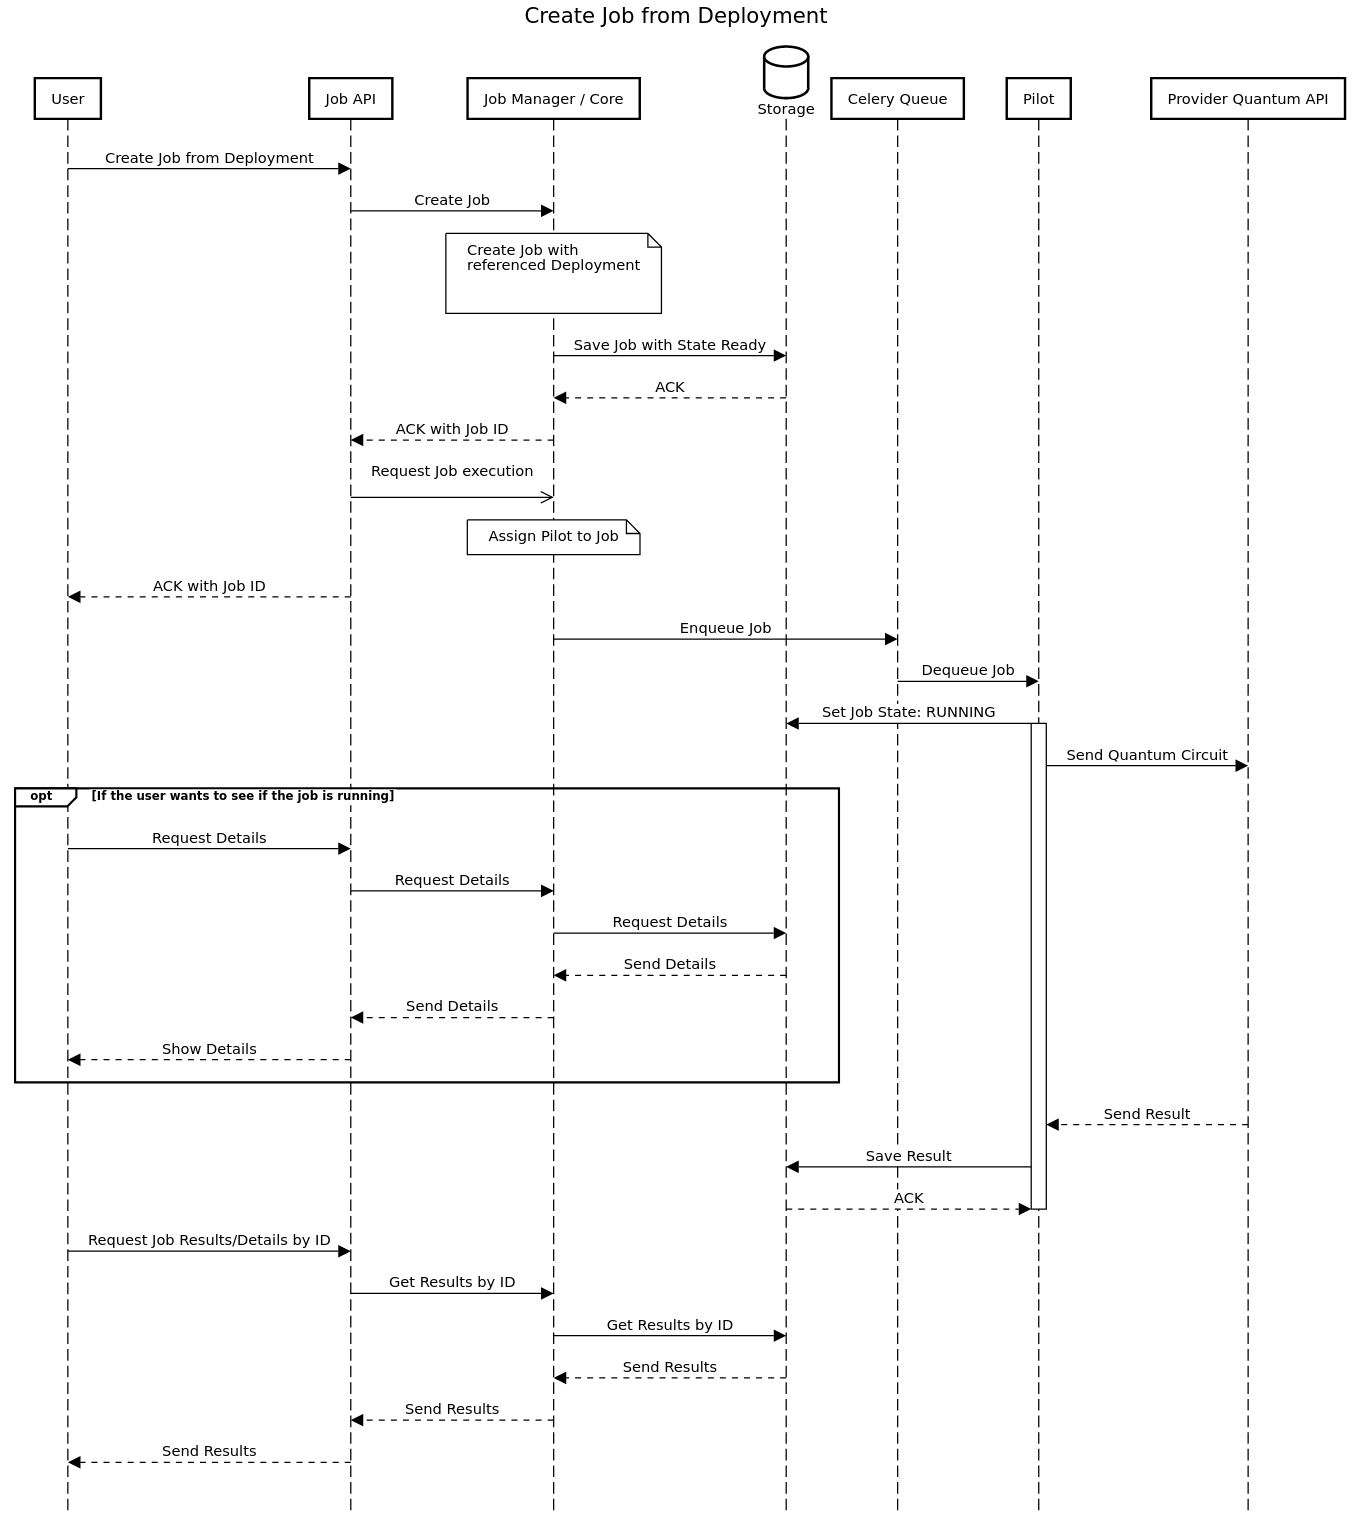 Create Job from Deployment
User
Job API
Job Manager / Core
Storage
Celery Queue
Pilot
Provider Quantum API
Create Job from Deployment
Create Job
Create Job with
referenced Deployment
Save Job with State Ready
ACK
ACK with Job ID
Request Job execution
Assign Pilot to Job
ACK with Job ID
Enqueue Job
Dequeue Job
Set Job State: RUNNING
Send Quantum Circuit
opt [If the user wants to see if the job is running]
Request Details
Request Details
Request Details
Send Details
Send Details
Show Details
Send Result
Save Result
ACK
Request Job Results/Details by ID
Get Results by ID
Get Results by ID
Send Results
Send Results
Send Results